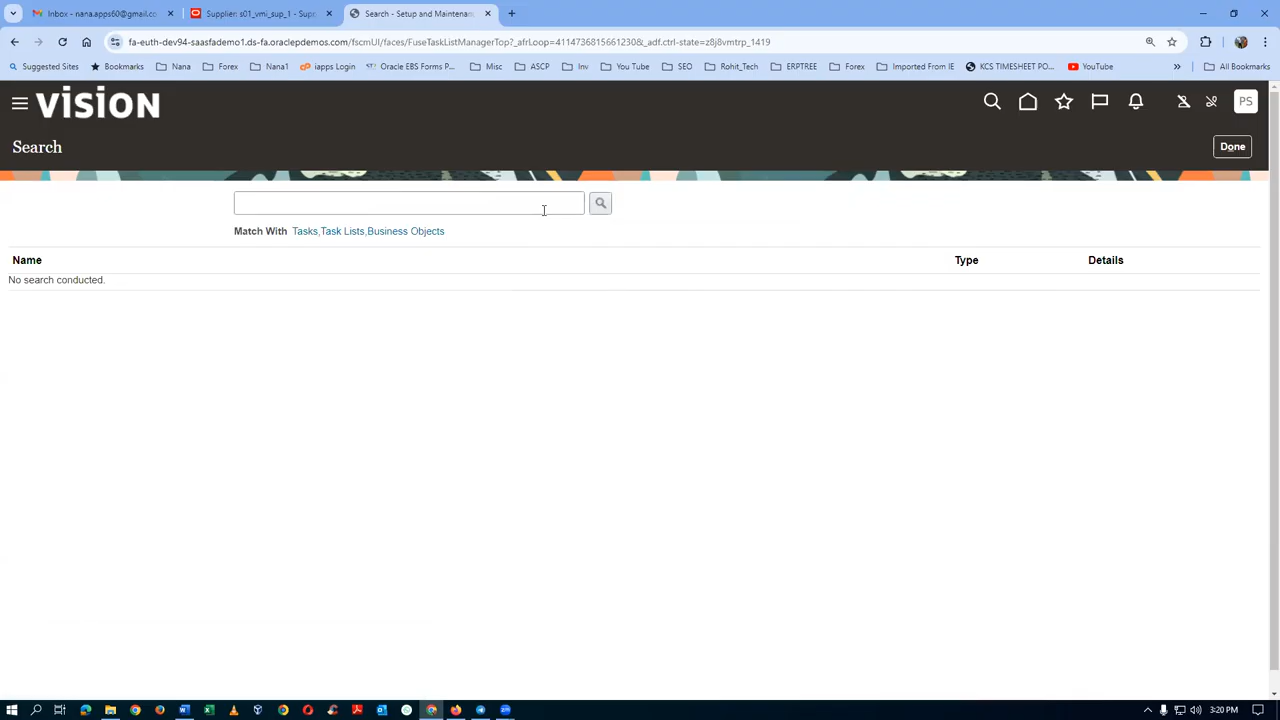 Inbox - nana.apps60@gmail.co
Supplier: s01_vmi_sup_1 - Supp
Search - Setup and Maintenanc
fa-euth-dev94-saasfademo1.ds-fa.oraclepdemos.com/fscmUI/faces/FuseTaskListManagerTop?_afrLoop=41147368156612308&_adf.ctrl-state=z8j8vmtrp_1419
Suggested Sites Bookmarks Nana Forex Nana1 iapps Login Oracle EBS Forms P... Misc ASCP Inv You Tube SEO Rohit_Tech ERPTREE Forex Imported From IE KCS TIMESHEET PO... YouTube » All Bookmarks
VISION PS
Search Done
Match With Tasks,Task Lists,Business Objects
Name Type Details
No search conducted.
3:20 PM